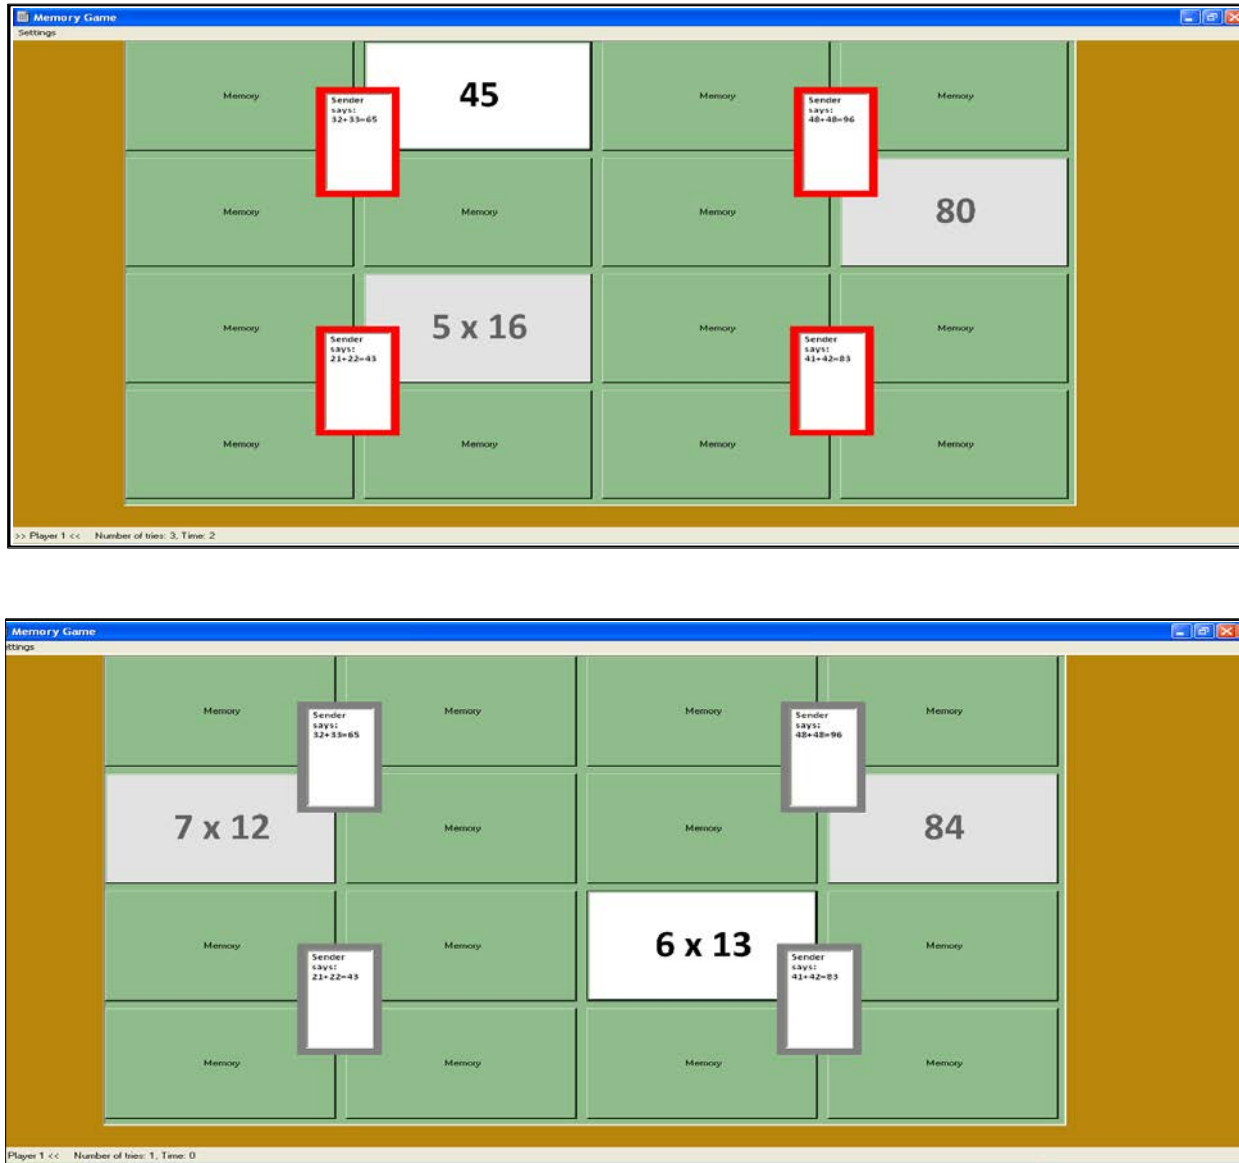 Memory Game
Settings
Memory
45
Memory
Memory
Sender
says:
32+33=65
Sender
says:
48+48=96
Memory
Memory
Memory
80
Memory
5 x 16
Memory
Memory
Sender
says:
21+22=43
Sender
says:
41+42=83
Memory
Memory
Memory
Memory
>> Player 1 << Number of tries: 3, Time: 2
Memory Game
ettings
Memory
Memory
Memory
Memory
Sender
says:
32+33=65
Sender
says:
48+48=96
7 x 12
Memory
Memory
84
Memory
Memory
6 x 13
Memory
Sender
says:
21+22=43
Sender
says:
41+42=83
Memory
Memory
Memory
Memory
Player 1 << Number of tries: 1, Time: 0